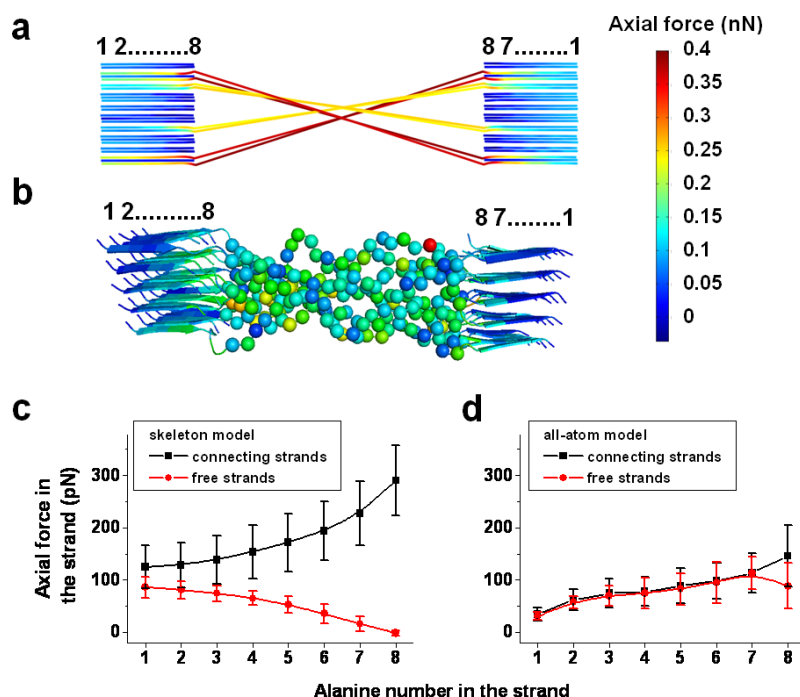 a
Axial force (nN)
1 2.........8
8 7........1
0.4
0.35
0.3
0.25
0.2
0.15
0.1
0.05
0
b
1 2.........8
8 7........1
c
d
skeleton model
connecting strands
free strands
all-atom model
connecting strands
free strands
Axial force in
the strand (pN)
300
200
100
0
300
200
100
0
1 2 3 4 5 6 7 8
1 2 3 4 5 6 7 8
Alanine number in the strand